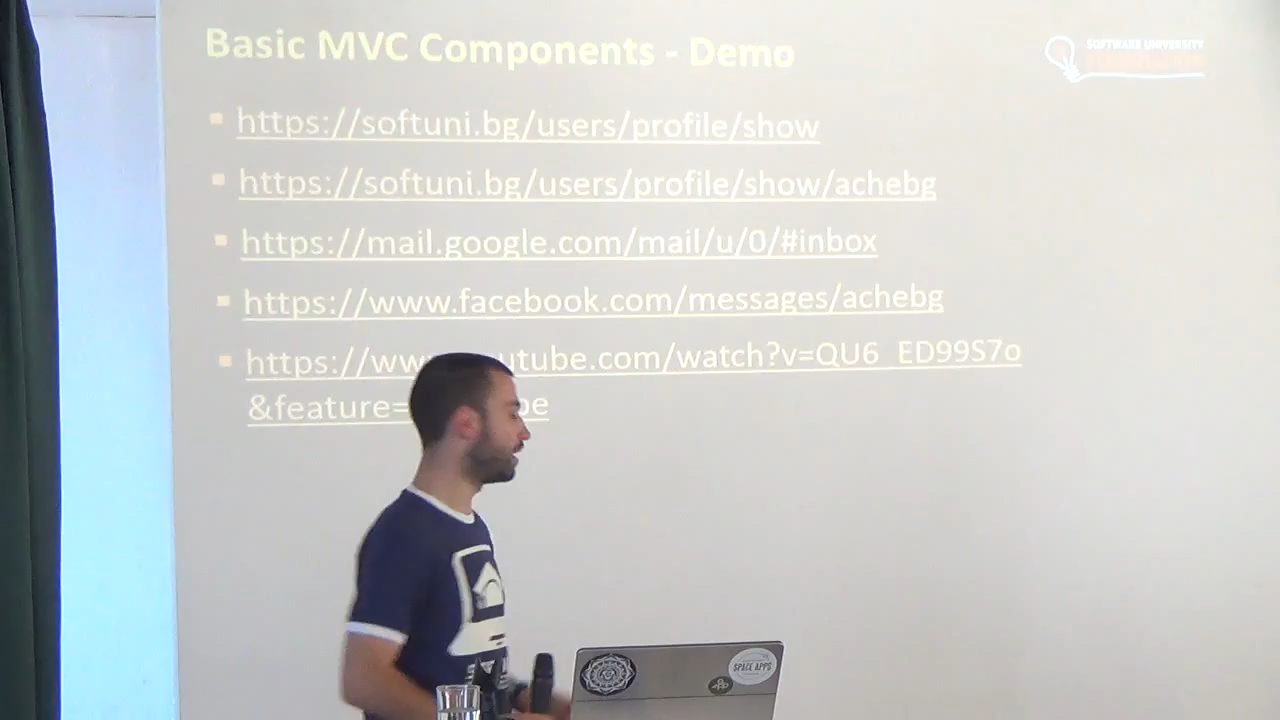 Basic MVC Components - Demo
SOFTWARE UNIVERSITY
FOUNDATION
https://softuni.bg/users/profile/show
https://softuni.bg/users/profile/show/achebg
https://mail.google.com/mail/u/0/#inbox
https://www.facebook.com/messages/achebg
https://ww utube.com/watch?v=QU6_ED99S7o
&feature= be
SPACE APPS